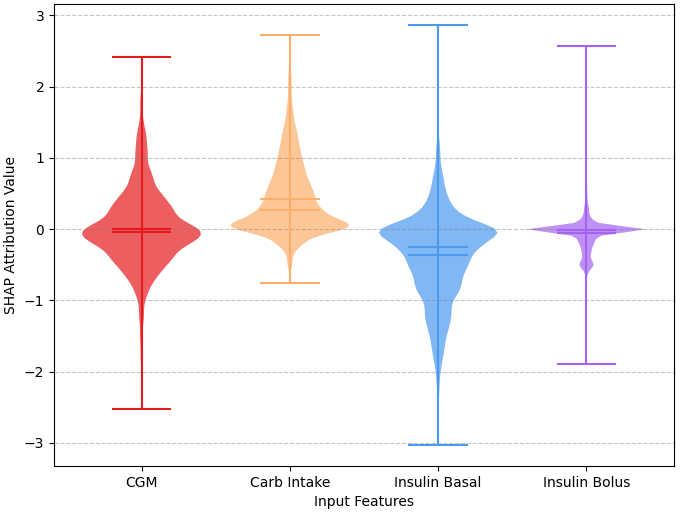 SHAP Attribution Value
3
2
1
0
−1
−2
−3
CGM
Carb Intake
Insulin Basal
Insulin Bolus
Input Features